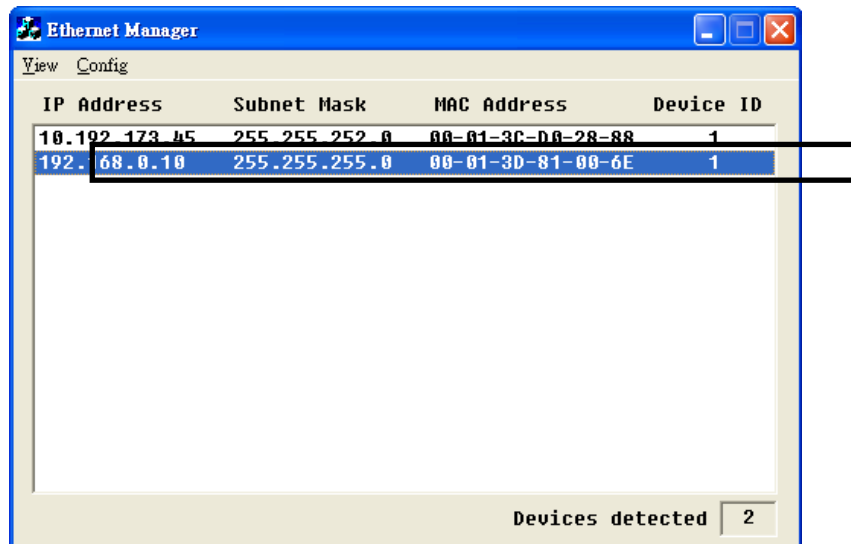 Ethernet Manager
View Config
IP Address Subnet Mask MAC Address Device ID
10.192.173.45 255.255.252.0 00-01-3C-D0-28-88 1
192.168.0.10 255.255.255.0 00-01-3D-81-00-6E 1
Devices detected 2